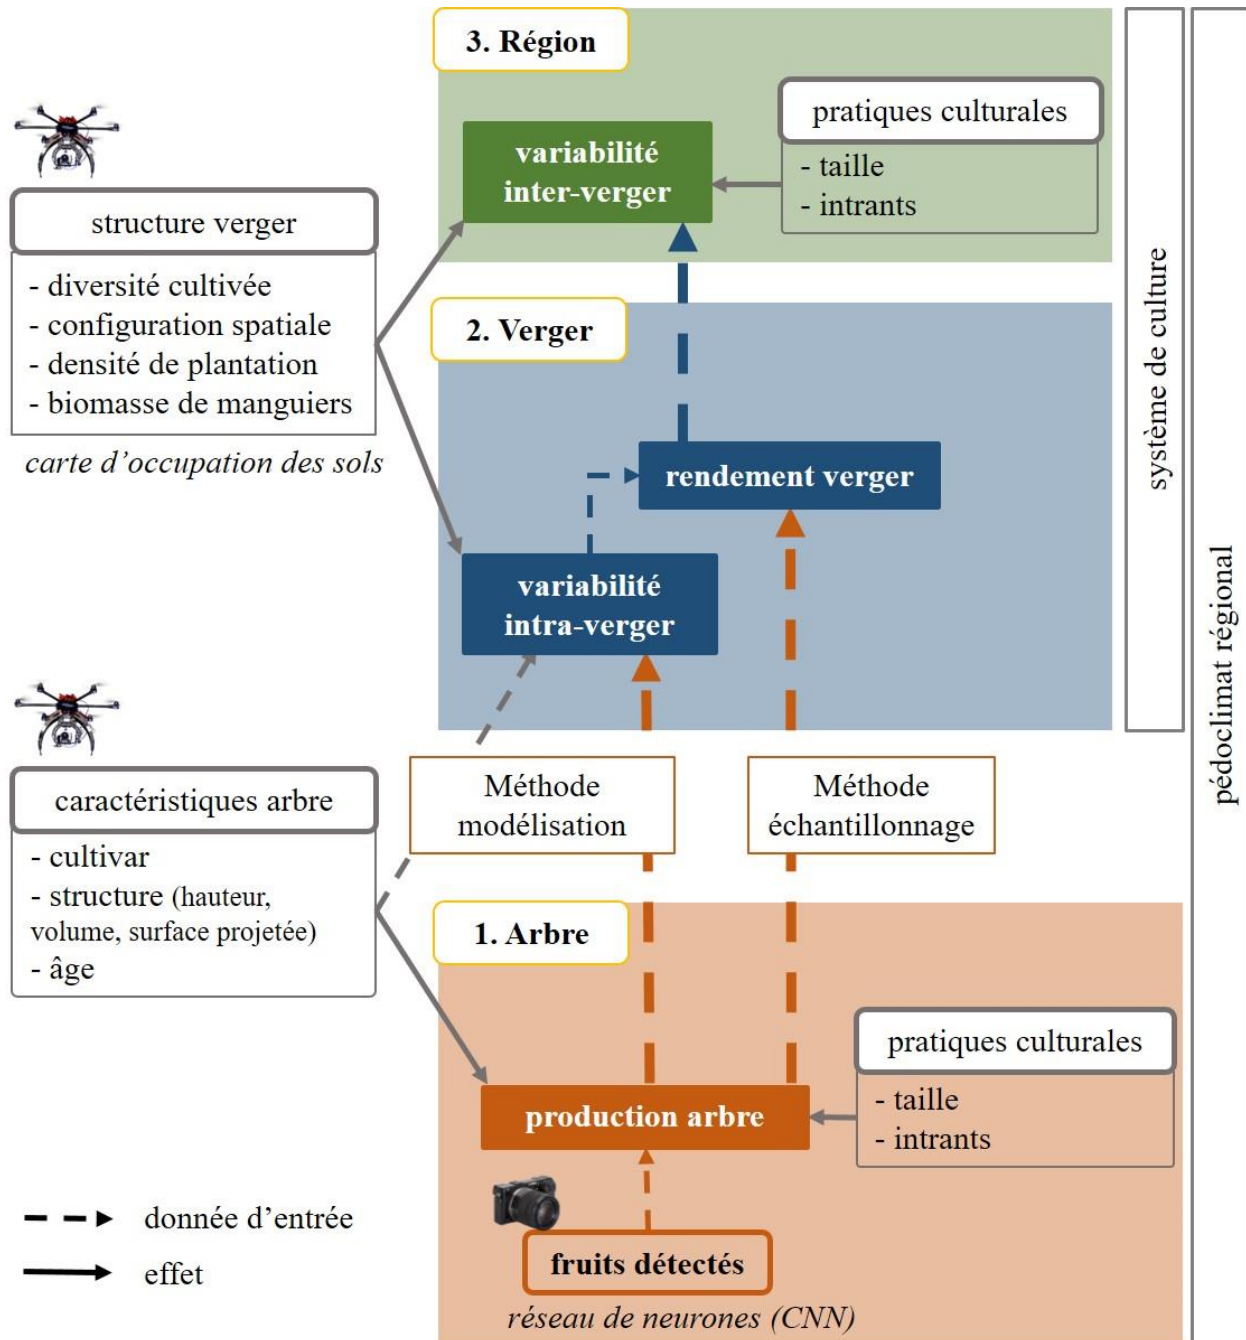 3. Région
pratiques culturales
- taille
- intrants
variabilité
inter-verger
structure verger
- diversité cultivée
- configuration spatiale
- densité de plantation
- biomasse de manguiers
carte d’occupation des sols
2. Verger
rendement verger
variabilité
intra-verger
système de culture
pédoclimat régional
caractéristiques arbre
- cultivar
- structure (hauteur,
volume, surface projetée)
- âge
Méthode
modélisation
Méthode
échantillonnage
1. Arbre
pratiques culturales
- taille
- intrants
production arbre
fruits détectés
réseau de neurones (CNN)
donnée d’entrée
effet